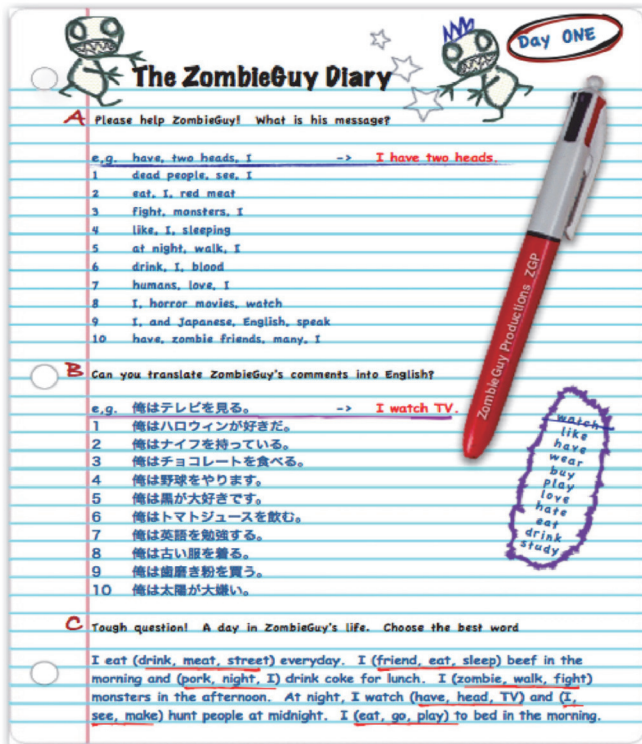 Day ONE
The ZombieGuy Diary
A Please help ZombieGuy! What is his message?
e,g. have, two heads, I -> I have two heads.
1 dead people, see, I
2 eat, I, red meat
3 fight, monsters, I
4 like, I, sleeping
5 at night, walk, I
6 drink, I, blood
7 humans, love, I
8 I, horror movies, watch
9 I, and Japanese, English, speak
10 have, zombie friends, many, I
ZombieGuy Productions ZGP
B Can you translate ZombieGuy's comments into English?
e,g. 俺はテレビを見る。 -> I watch TV.
1 俺はハロウィンが好きだ。
2 俺はナイフを持っている。
3 俺はチョコレートを食べる。
4 俺は野球をやります。
5 俺は黒が大好きです。
6 俺はトマトジュースを飲む。
7 俺は英語を勉強する。
8 俺は古い服を着る。
9 俺は歯磨き粉を買う。
10 俺は太陽が大嫌い。
watch
like
have
wear
buy
play
love
hate
eat
drink
study
C Tough question! A day in ZombieGuy's life. Choose the best word
I eat (drink, meat, street) everyday. I (friend, eat, sleep) beef in the
morning and (pork, night, I) drink coke for lunch. I (zombie, walk, fight)
monsters in the afternoon. At night, I watch (have, head, TV) and (I,
see, make) hunt people at midnight. I (eat, go, play) to bed in the morning.